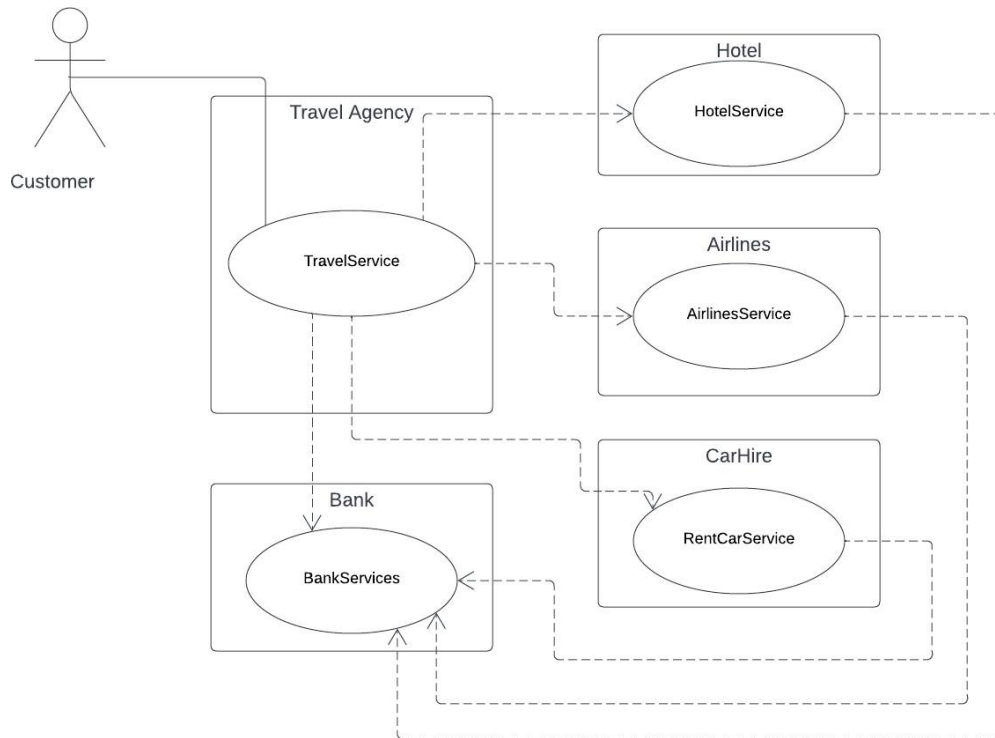 Customer
Travel Agency
TravelService
Hotel
HotelService
Airlines
AirlinesService
CarHire
RentCarService
Bank
BankServices